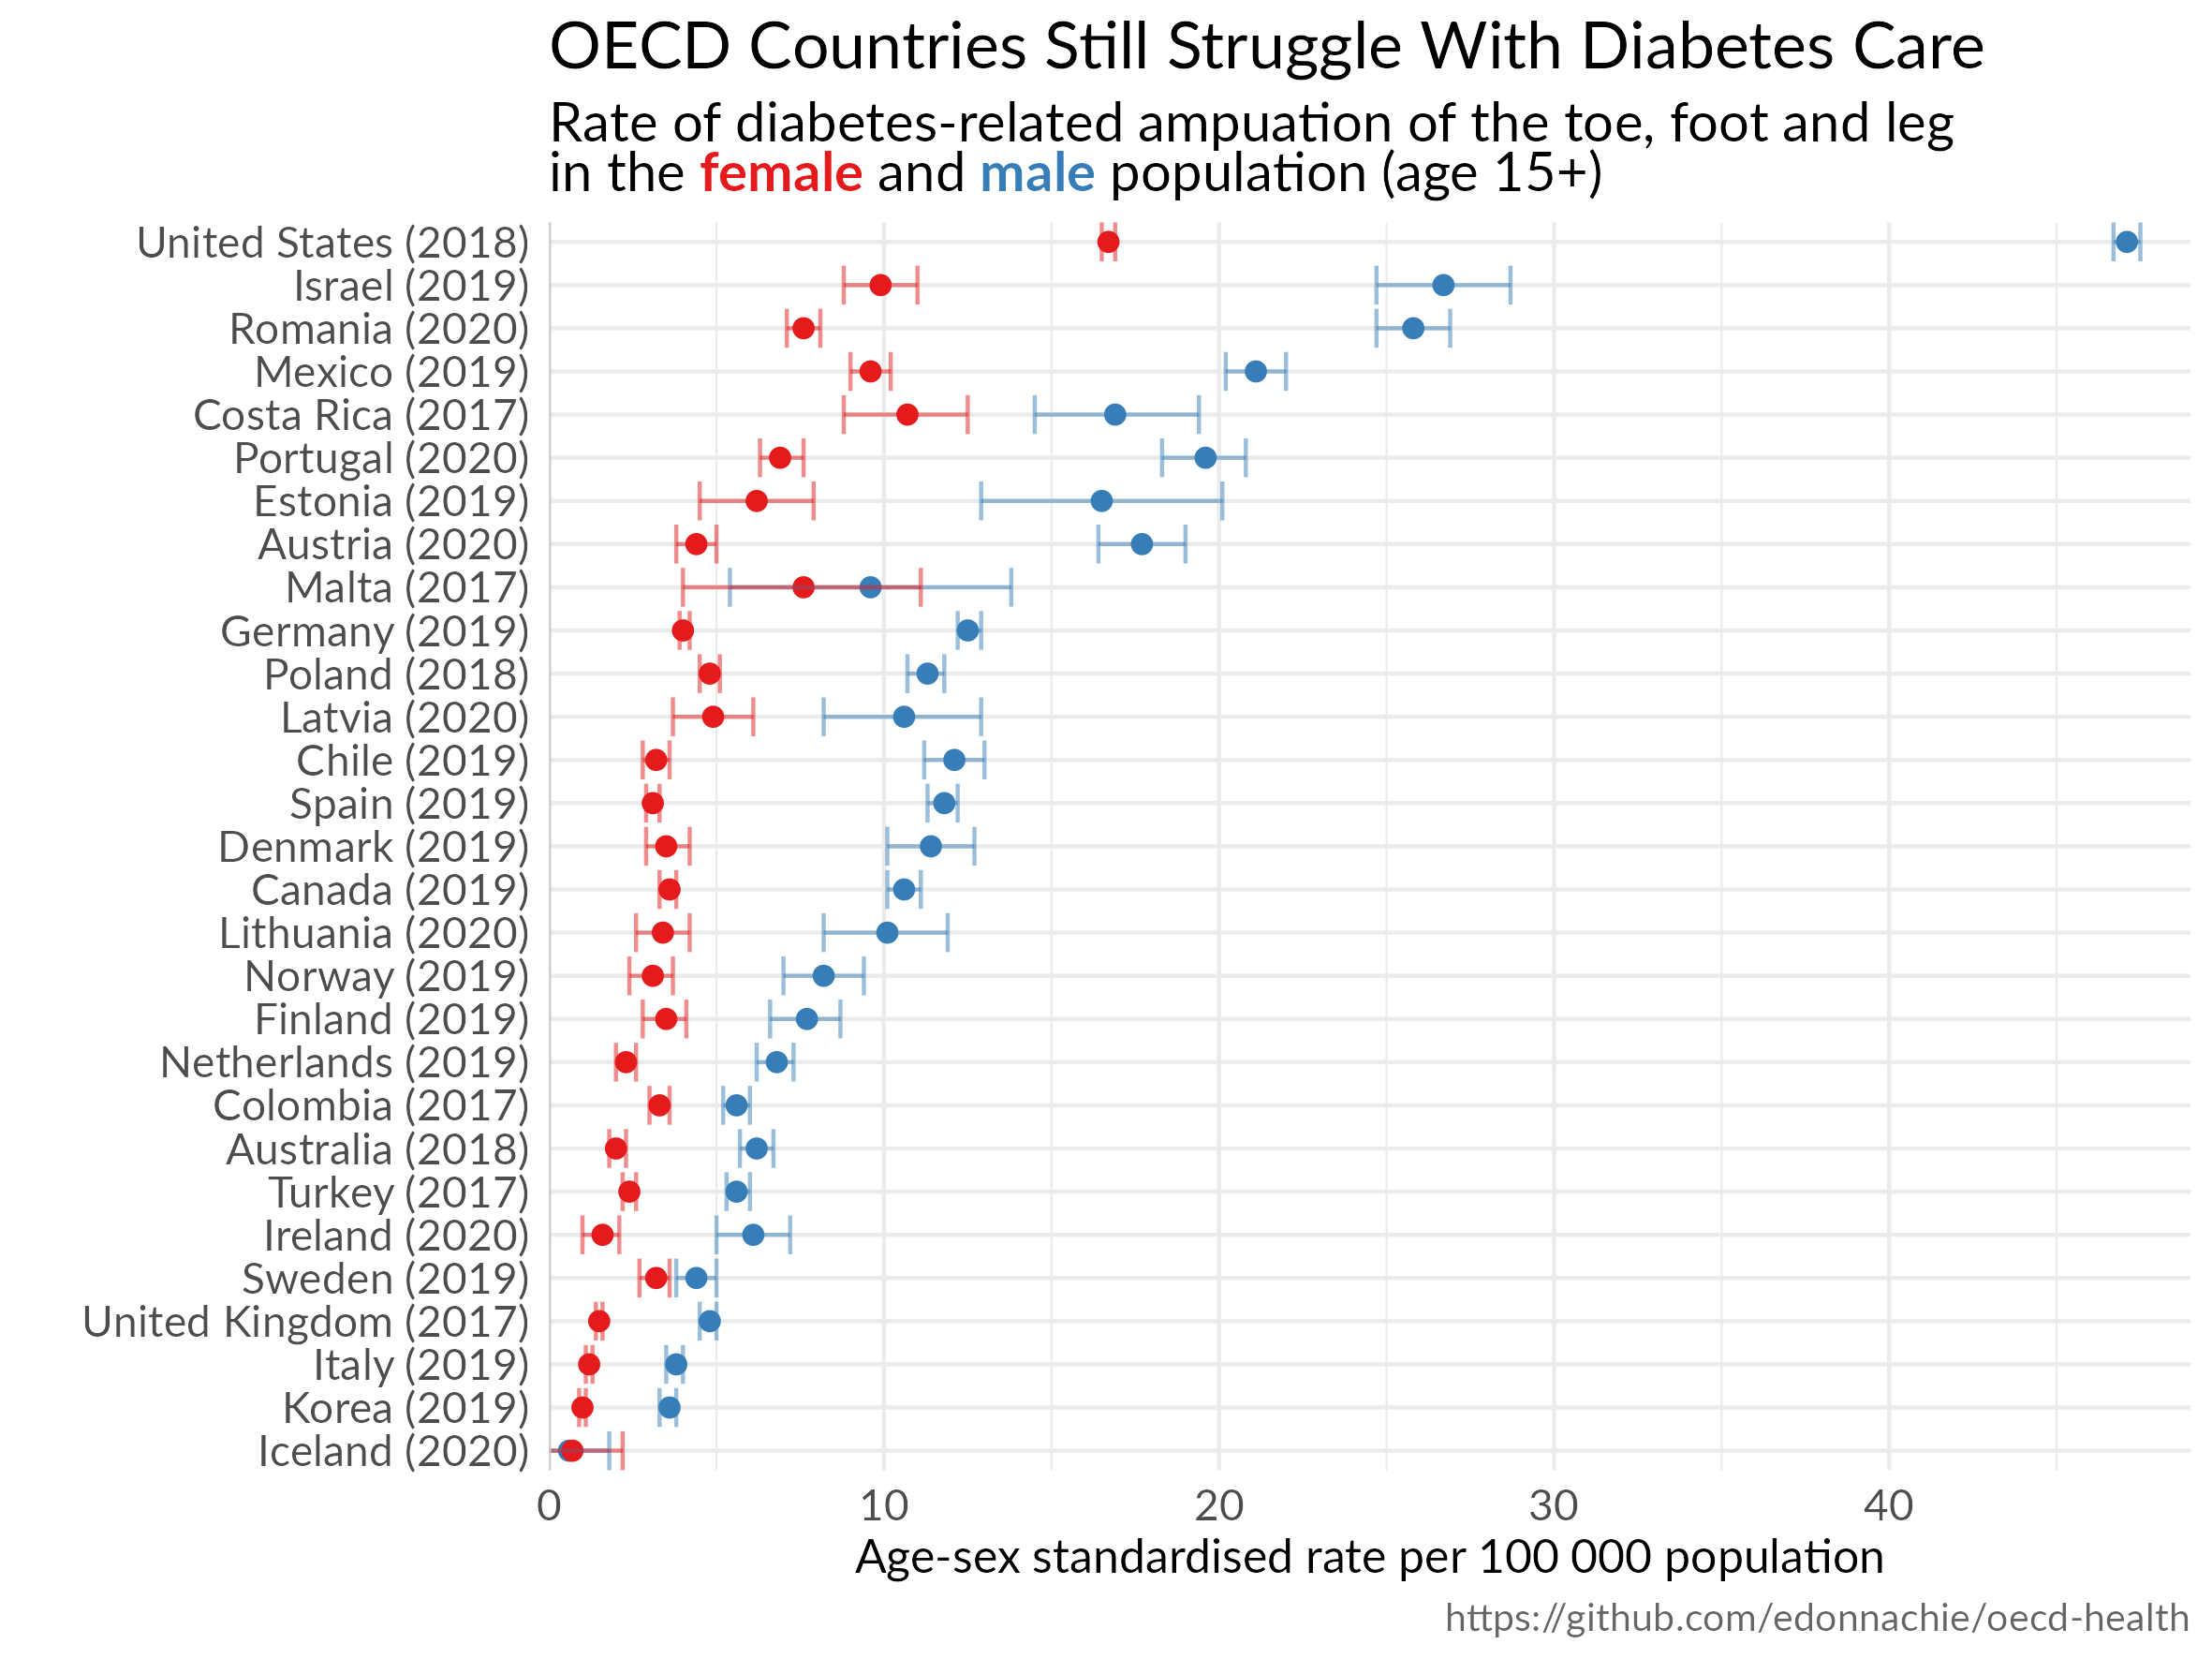 OECD Countries Still Struggle With Diabetes Care
Rate of diabetes-related ampuation of the toe, foot and leg
in the female and male population (age 15+)
United States (2018)
Israel (2019)
Romania (2020)
Mexico (2019)
Costa Rica (2017)
Portugal (2020)
Estonia (2019)
Austria (2020)
Malta (2017)
Germany (2019)
Poland (2018)
Latvia (2020)
Chile (2019)
Spain (2019)
Denmark (2019)
Canada (2019)
Lithuania (2020)
Norway (2019)
Finland (2019)
Netherlands (2019)
Colombia (2017)
Australia (2018)
Turkey (2017)
Ireland (2020)
Sweden (2019)
United Kingdom (2017)
Italy (2019)
Korea (2019)
Iceland (2020)
0 10 20 30 40
Age-sex standardised rate per 100 000 population
https://github.com/edonnachie/oecd-health